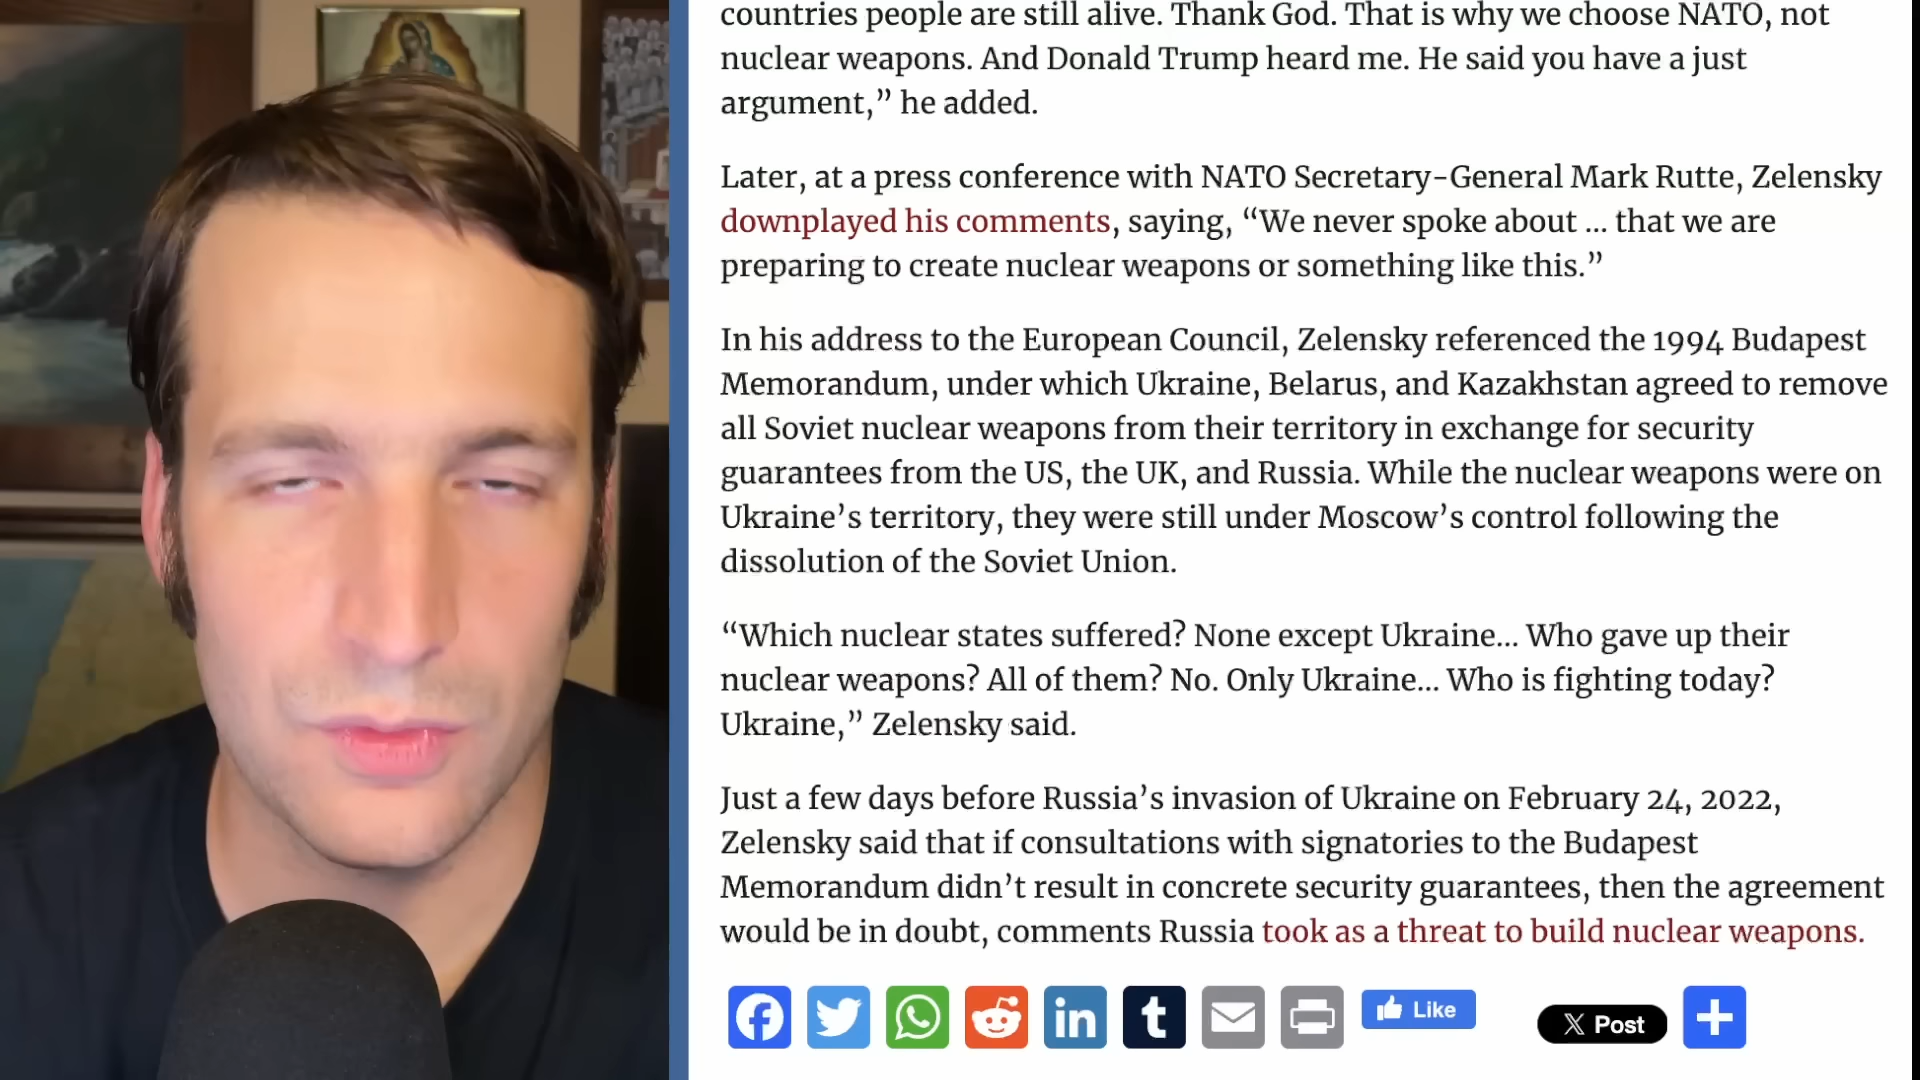 countries people are still alive. Thank God. That is why we choose NATO, not
nuclear weapons. And Donald Trump heard me. He said you have a just
argument,” he added.
Later, at a press conference with NATO Secretary-General Mark Rutte, Zelensky
downplayed his comments, saying, “We never spoke about … that we are
preparing to create nuclear weapons or something like this.”
In his address to the European Council, Zelensky referenced the 1994 Budapest
Memorandum, under which Ukraine, Belarus, and Kazakhstan agreed to remove
all Soviet nuclear weapons from their territory in exchange for security
guarantees from the US, the UK, and Russia. While the nuclear weapons were on
Ukraine’s territory, they were still under Moscow’s control following the
dissolution of the Soviet Union.
“Which nuclear states suffered? None except Ukraine… Who gave up their
nuclear weapons? All of them? No. Only Ukraine… Who is fighting today?
Ukraine,” Zelensky said.
Just a few days before Russia’s invasion of Ukraine on February 24, 2022,
Zelensky said that if consultations with signatories to the Budapest
Memorandum didn’t result in concrete security guarantees, then the agreement
would be in doubt, comments Russia took as a threat to build nuclear weapons.
Like
X Post